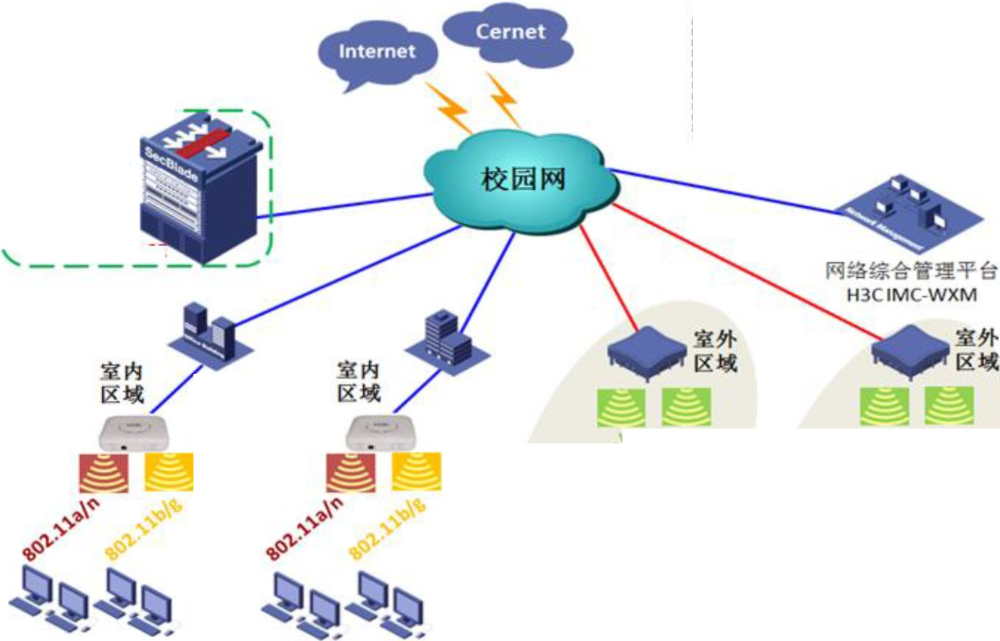 Internet
Cernet
校园网
SecBlade
Network Management
网络综合管理平台
H3C IMC-WXM
室外
区域
室外
区域
室内
区域
室内
区域
802.11a/n
802.11b/g
802.11a/n
802.11b/g